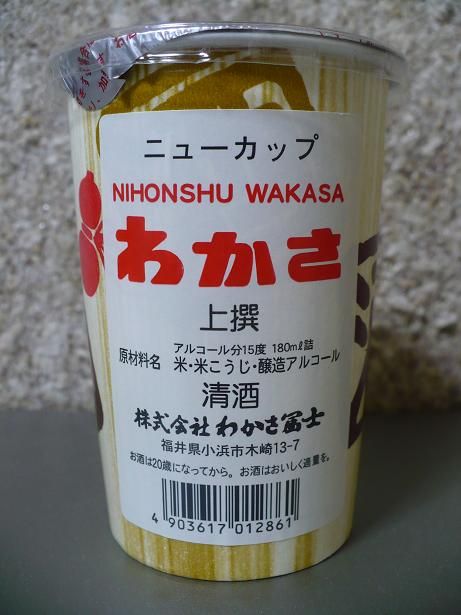 ニューカップ
NIHONSHU WAKASA
わかさ
上撰
アルコール分15度 180mℓ詰
原材料名 米・米こうじ・醸造アルコール
清酒
株式会社 わかさ冨士
福井県小浜市木崎13-7
お酒は20歳になってから。お酒はおいしく適量を。
4 903617 012861